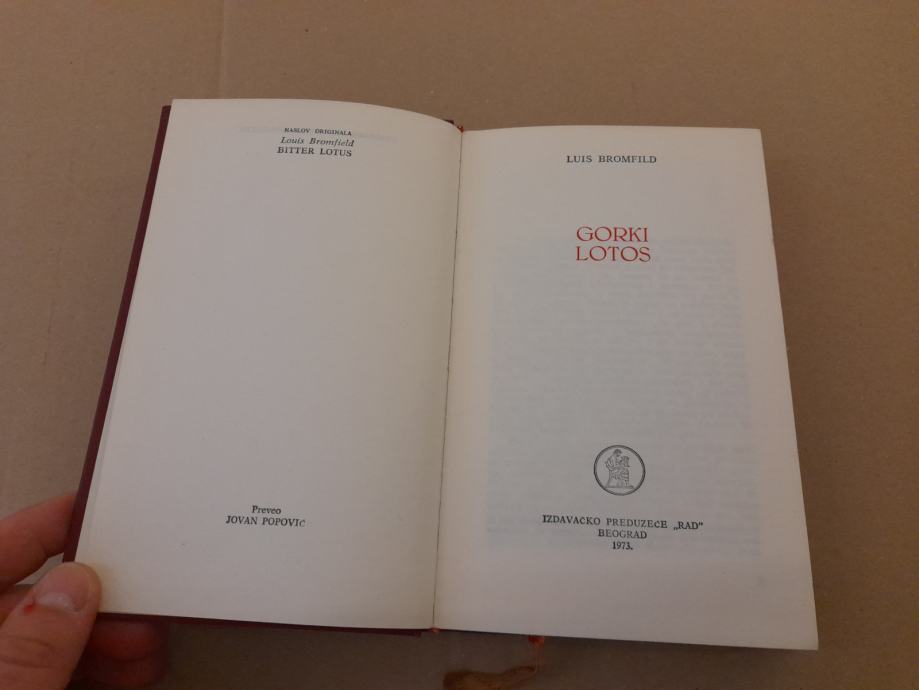 NASLOV ORIGINALA
Louis Bromfield
BITTER LOTUS
Preveo
JOVAN POPOVIĆ
LUIS BROMFILD
GORKI
LOTOS
IZDAVAČKO PREDUZEĆE „RAD”
BEOGRAD
1973.